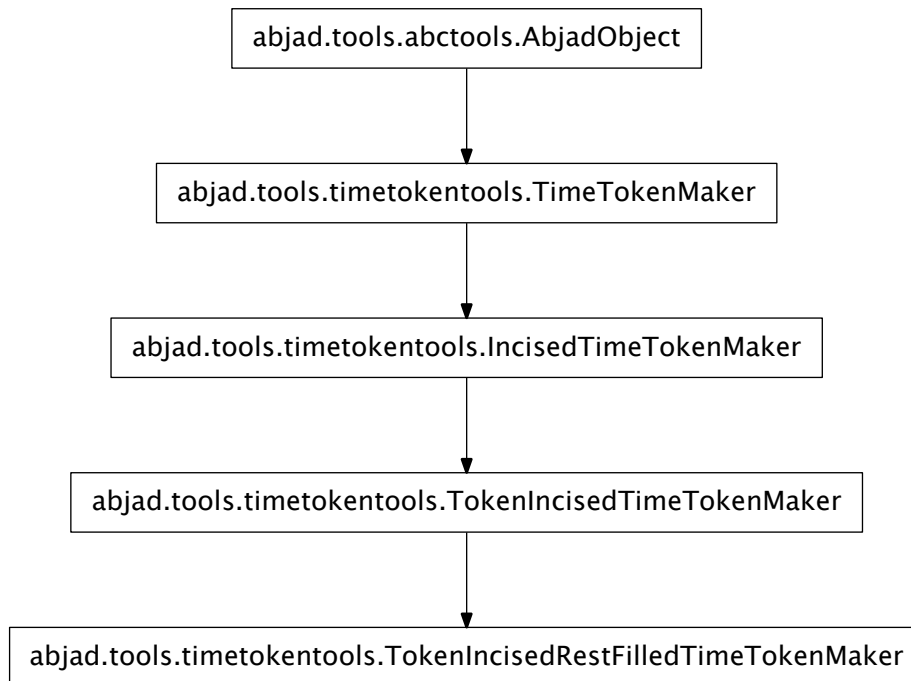 abjad.tools.abctools.AbjadObject
abjad.tools.timetokentools.TimeTokenMaker
abjad.tools.timetokentools.IncisedTimeTokenMaker
abjad.tools.timetokentools.TokenIncisedTimeTokenMaker
abjad.tools.timetokentools.TokenIncisedRestFilledTimeTokenMaker